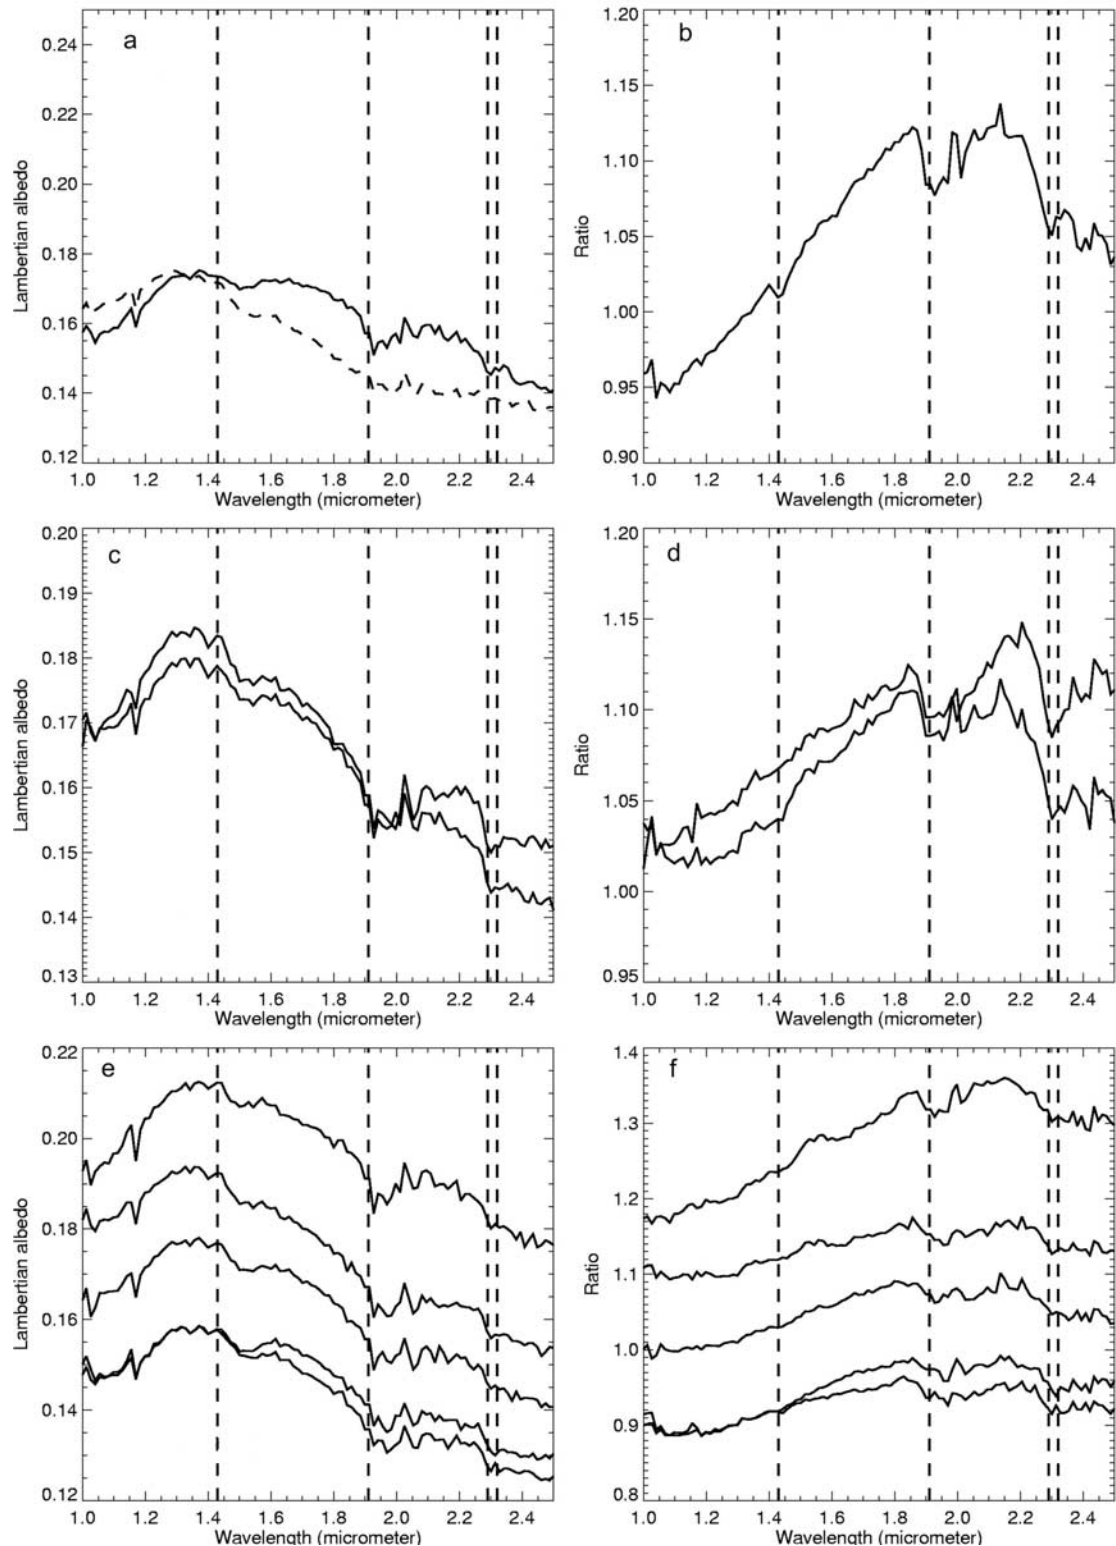 a
0.24
0.22
0.20
0.18
0.16
0.14
0.12
Lambertian albedo
1.0 1.2 1.4 1.6 1.8 2.0 2.2 2.4
Wavelength (micrometer)
b
1.20
1.15
1.10
1.05
1.00
0.95
0.90
Ratio
1.0 1.2 1.4 1.6 1.8 2.0 2.2 2.4
Wavelength (micrometer)
c
0.20
0.19
0.18
0.17
0.16
0.15
0.14
0.13
Lambertian albedo
1.0 1.2 1.4 1.6 1.8 2.0 2.2 2.4
Wavelength (micrometer)
d
1.20
1.15
1.10
1.05
1.00
0.95
Ratio
1.0 1.2 1.4 1.6 1.8 2.0 2.2 2.4
Wavelength (micrometer)
e
0.22
0.20
0.18
0.16
0.14
0.12
Lambertian albedo
1.0 1.2 1.4 1.6 1.8 2.0 2.2 2.4
Wavelength (micrometer)
f
1.4
1.3
1.2
1.1
1.0
0.9
0.8
Ratio
1.0 1.2 1.4 1.6 1.8 2.0 2.2 2.4
Wavelength (micrometer)